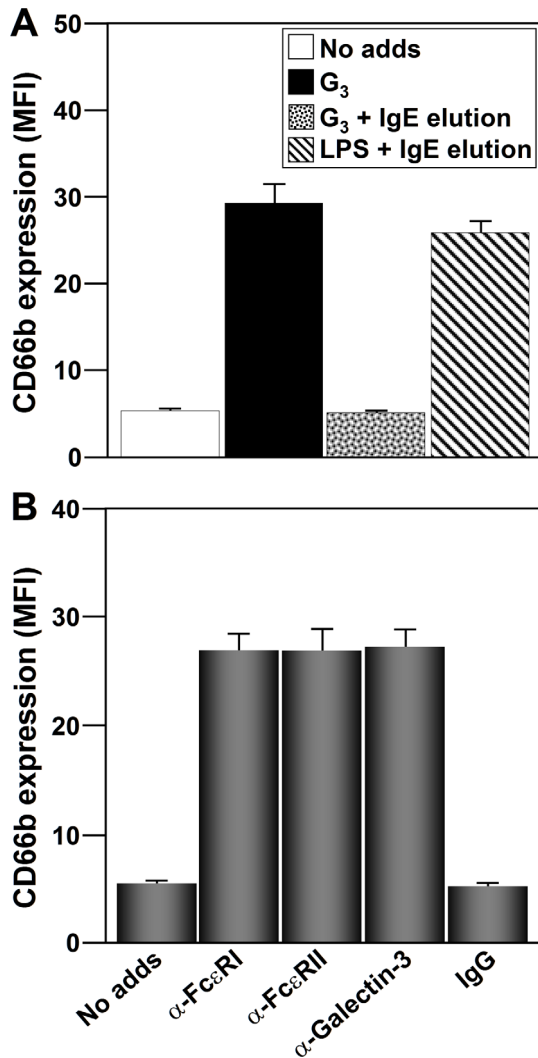 A
CD66b expression (MFI)
50
40
30
20
10
0
No adds
G₃
G₃ + IgE elution
LPS + IgE elution
B
CD66b expression (MFI)
40
30
20
10
0
No adds
α-FcεRI
α-FcεRII
α-Galectin-3
IgG